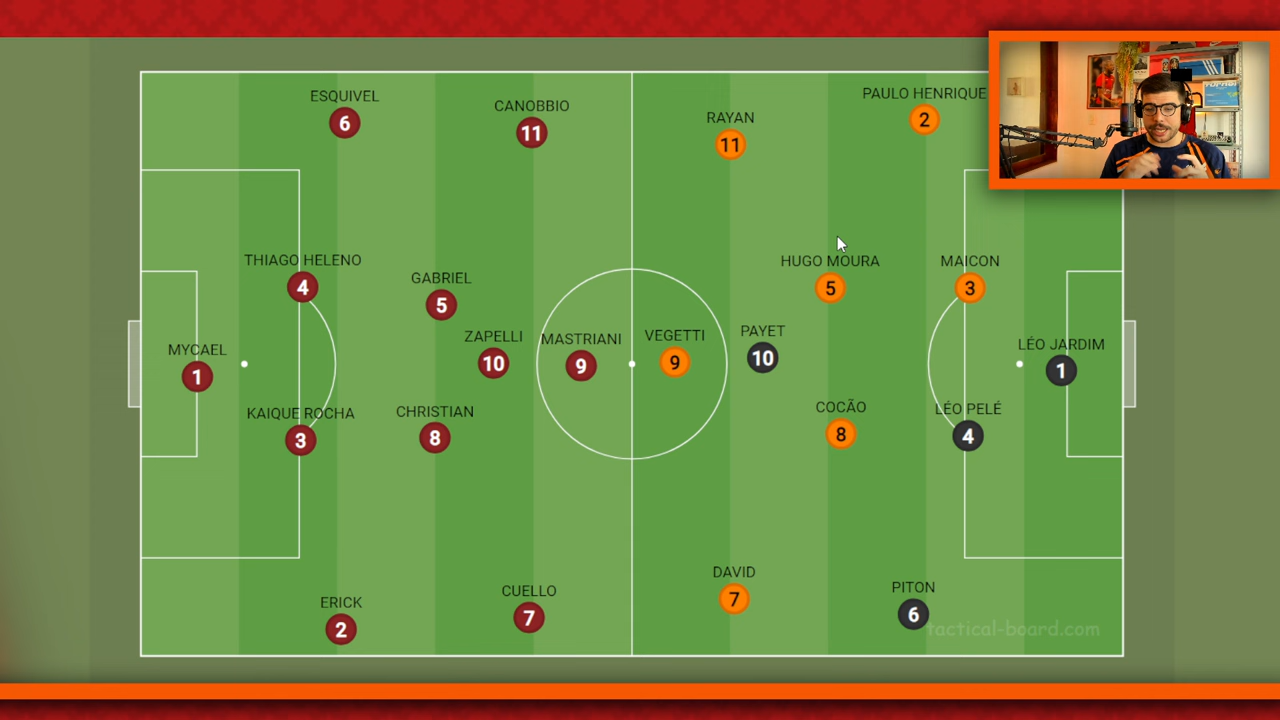 ESQUIVEL
6
CANOBBIO
11
RAYAN
11
PAULO HENRIQUE
2
THIAGO HELENO
4
GABRIEL
5
HUGO MOURA
5
MAICON
3
MYCAEL
1
ZAPELLI
10
MASTRIANI
9
VEGETTI
9
PAYET
10
LÉO JARDIM
1
KAIQUE ROCHA
3
CHRISTIAN
8
COCÃO
8
LÉO PELÉ
4
ERICK
2
CUELLO
7
DAVID
7
PITON
6
tactical-board.com